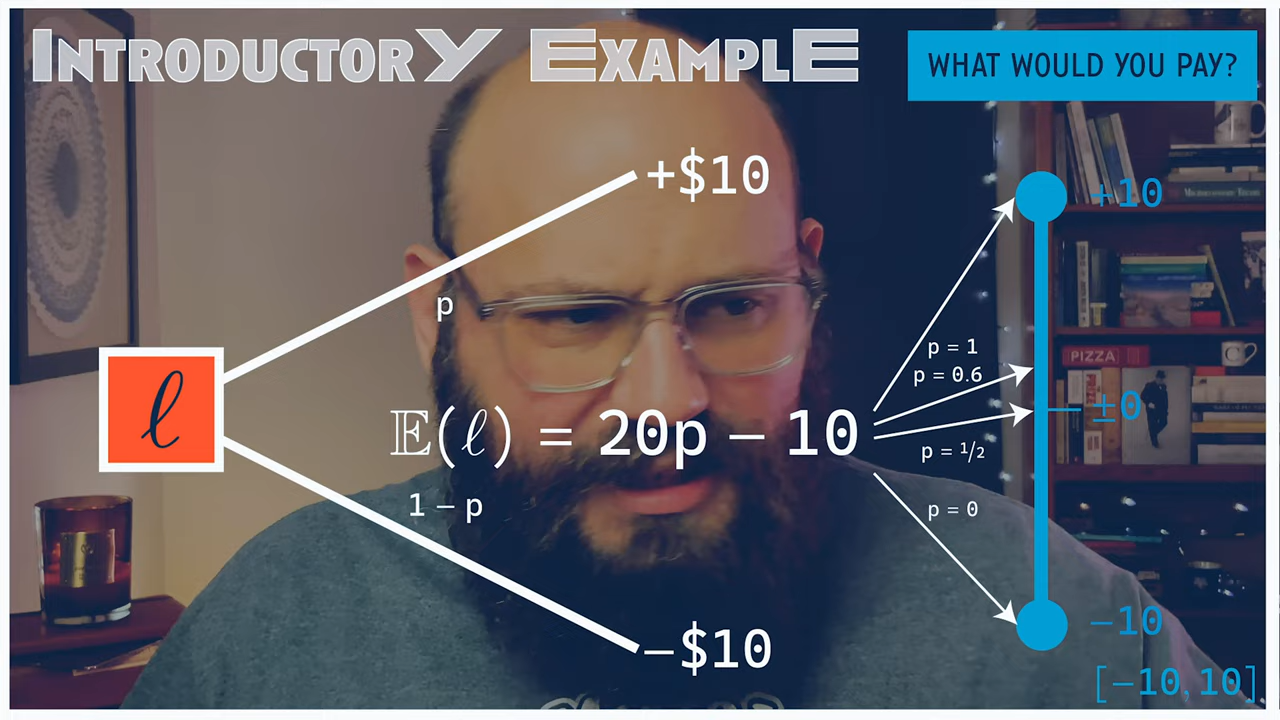 INTRODUCTORY EXAMPLE
WHAT WOULD YOU PAY?
+$10
+10
p
p = 1
p = 0.6
PIZZA
ℓ
𝔼(ℓ) = 20p − 10
±0
p = ½
1 − p
p = 0
−$10
−10
[−10, 10]